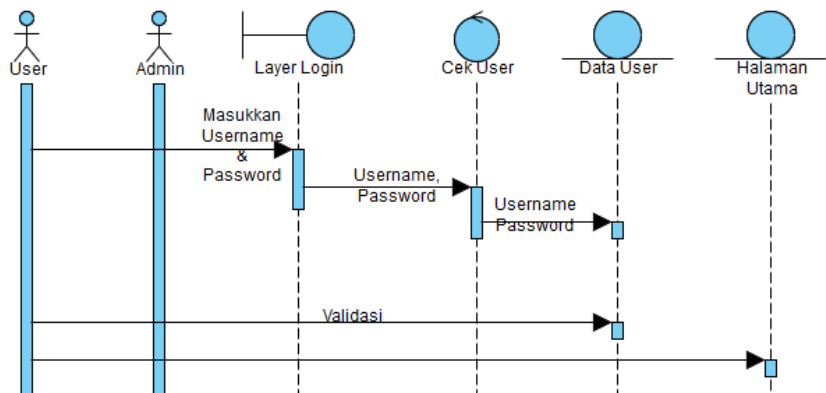 User
Admin
Layer Login
Cek User
Data User
Halaman
Utama
Masukkan
Username
&
Password
Username,
Password
Username
Password
Validasi